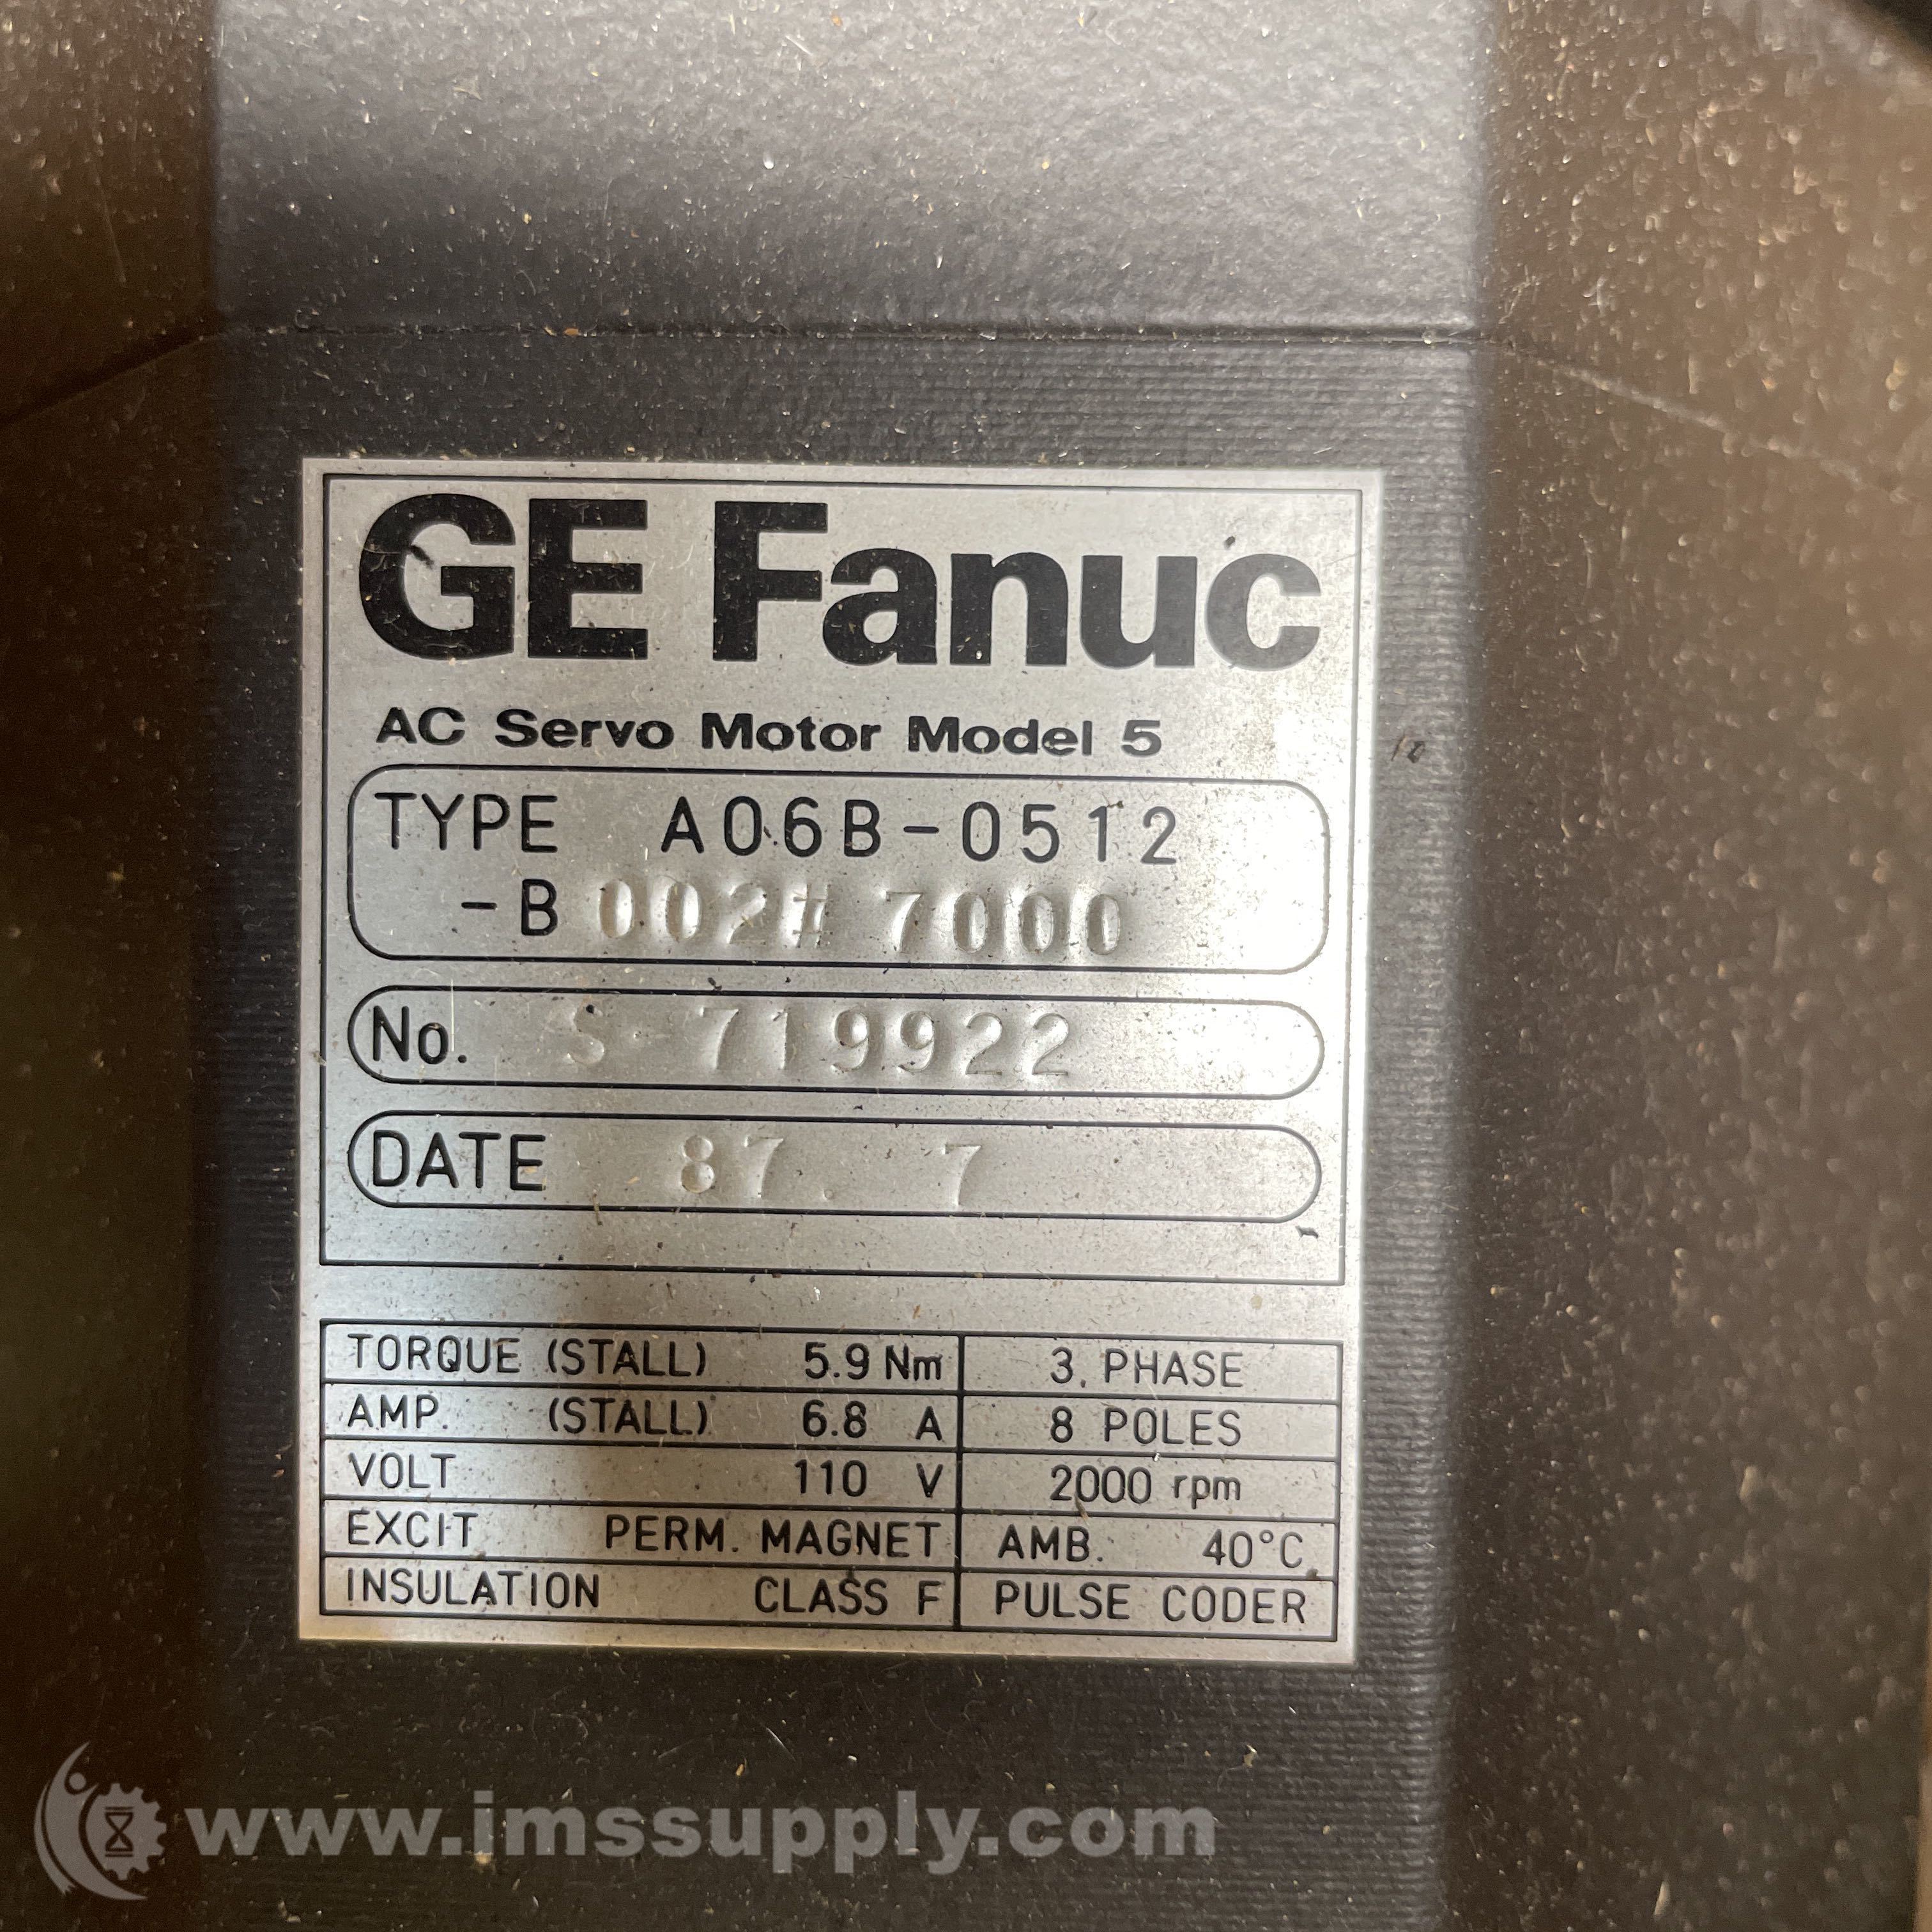 GE Fanuc
AC Servo Motor Model 5
TYPE A06B-0512
-B 002# 7000
No. S-719922
DATE 87. 7
TORQUE (STALL) 5.9 Nm 3 PHASE
AMP. (STALL) 6.8 A 8 POLES
VOLT 110 V 2000 rpm
EXCIT PERM. MAGNET AMB. 40°C
INSULATION CLASS F PULSE CODER
www.imssupply.com